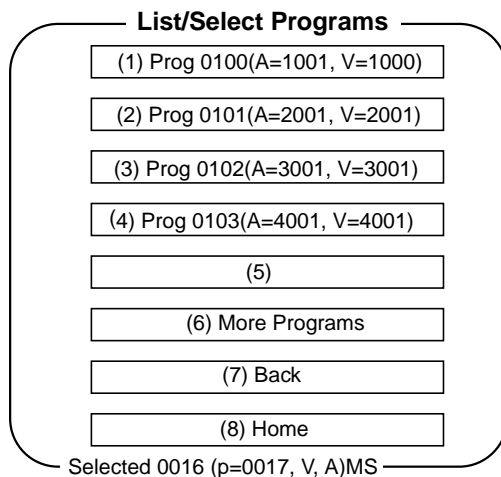 List/Select Programs
(1) Prog 0100(A=1001, V=1000)
(2) Prog 0101(A=2001, V=2001)
(3) Prog 0102(A=3001, V=3001)
(4) Prog 0103(A=4001, V=4001)
(5)
(6) More Programs
(7) Back
(8) Home
Selected 0016 (p=0017, V, A)MS